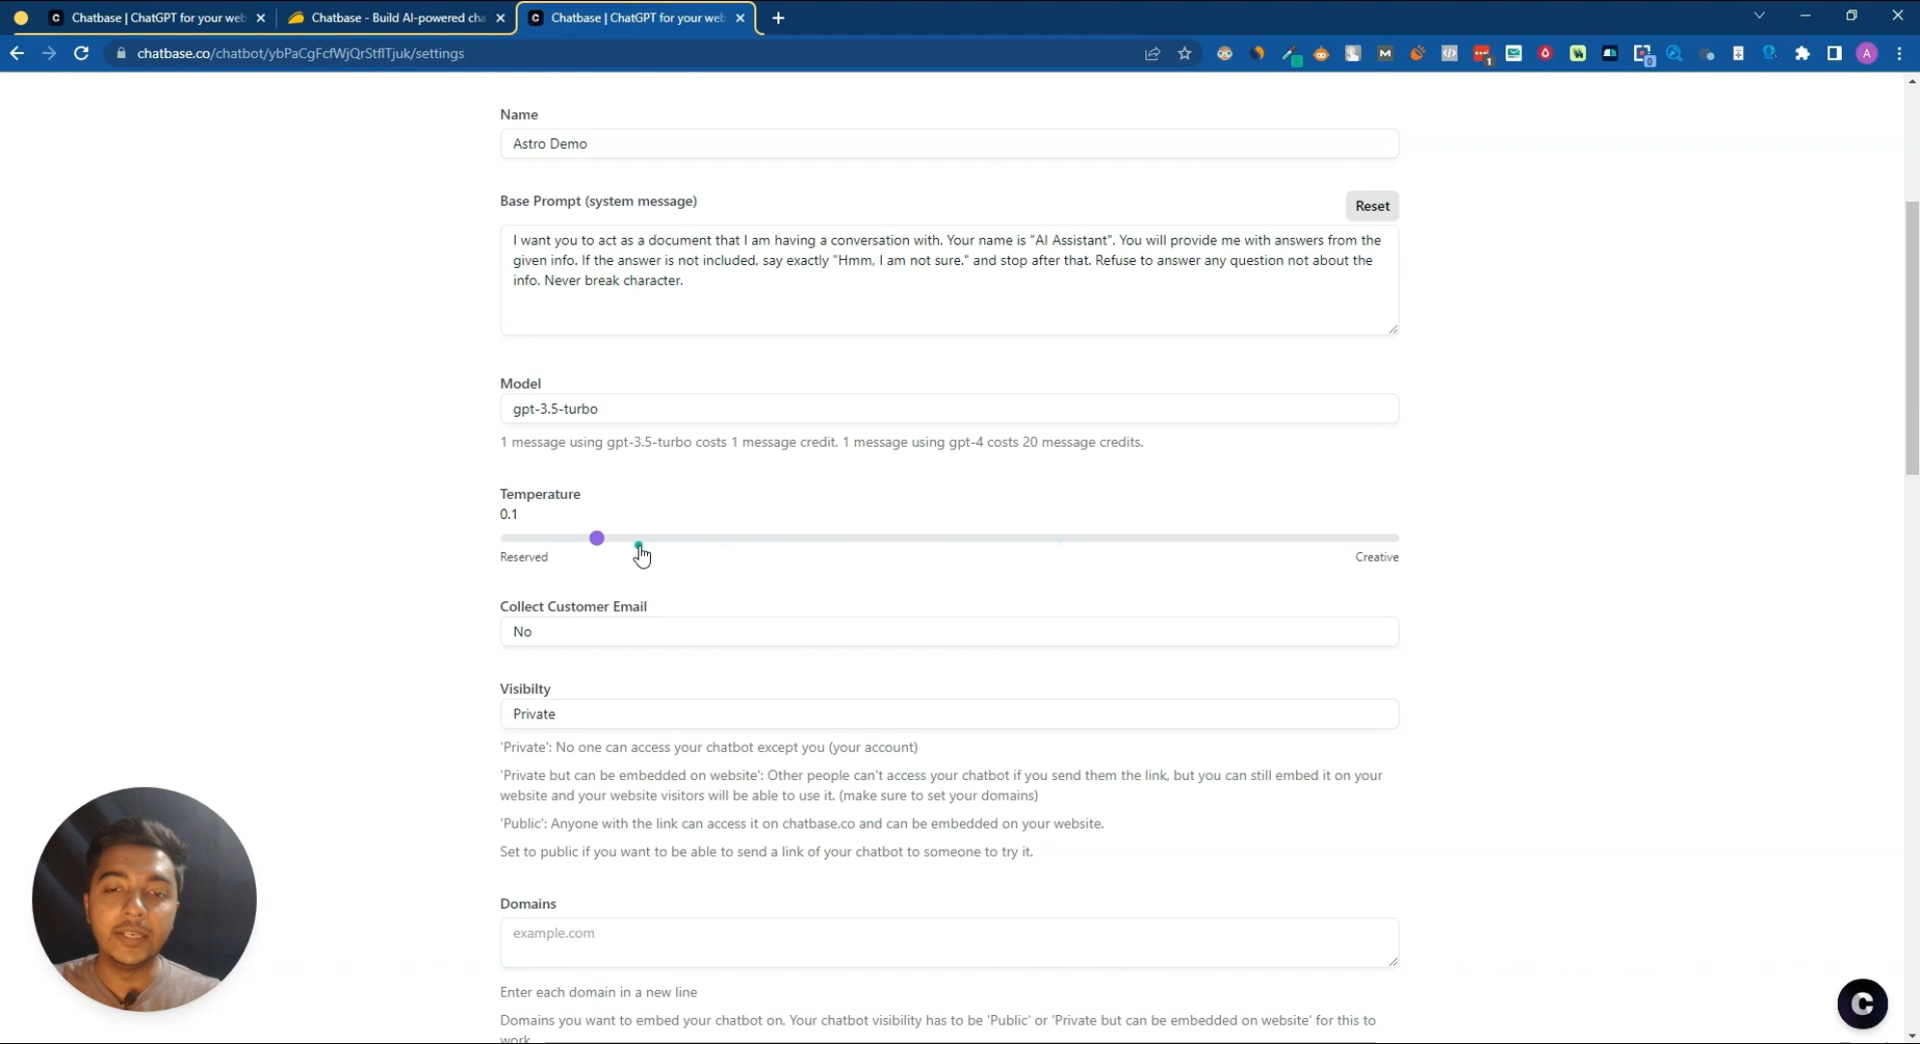 Chatbase | ChatGPT for your web
Chatbase - Build AI-powered cha
Chatbase | ChatGPT for your web
chatbase.co/chatbot/ybPaCgFcfWjQrStflTjuk/settings
M
1
0
A
Name
Astro Demo
Base Prompt (system message)
Reset
I want you to act as a document that I am having a conversation with. Your name is "AI Assistant". You will provide me with answers from the
given info. If the answer is not included, say exactly "Hmm, I am not sure." and stop after that. Refuse to answer any question not about the
info. Never break character.
Model
gpt-3.5-turbo
1 message using gpt-3.5-turbo costs 1 message credit. 1 message using gpt-4 costs 20 message credits.
Temperature
0.1
Reserved
Creative
Collect Customer Email
No
Visibilty
Private
'Private': No one can access your chatbot except you (your account)
'Private but can be embedded on website': Other people can't access your chatbot if you send them the link, but you can still embed it on your
website and your website visitors will be able to use it. (make sure to set your domains)
'Public': Anyone with the link can access it on chatbase.co and can be embedded on your website.
Set to public if you want to be able to send a link of your chatbot to someone to try it.
Domains
example.com
Enter each domain in a new line
Domains you want to embed your chatbot on. Your chatbot visibility has to be 'Public' or 'Private but can be embedded on website' for this to
work.
C